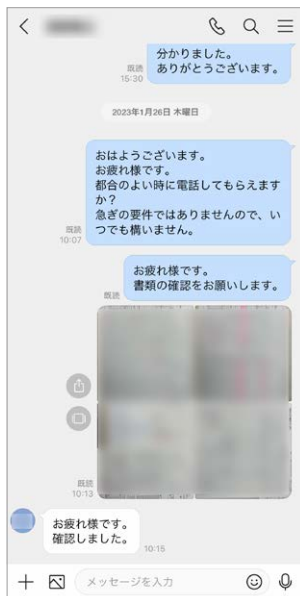 分かりました。
ありがとうございます。
既読
15:30
2023年1月26日 木曜日
おはようございます。
お疲れ様です。
都合のよい時に電話してもらえます
か?
急ぎの要件ではありませんので、い
つでも構いません。
既読
10:07
お疲れ様です。
書類の確認をお願いします。
既読
既読
10:13
お疲れ様です。
確認しました。
10:15
メッセージを入力